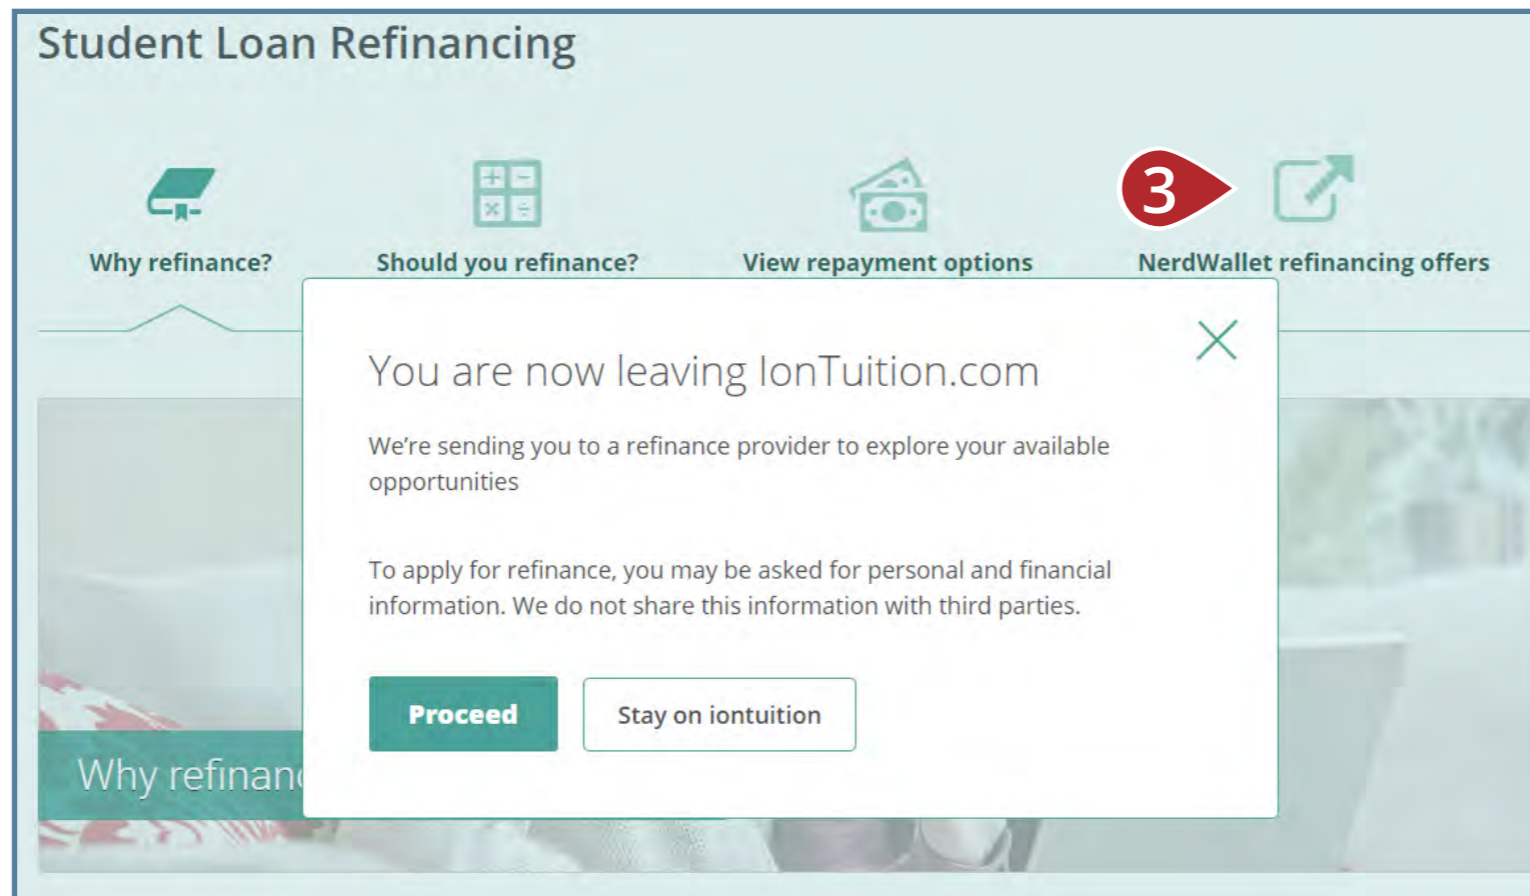 Student Loan Refinancing
3
Why refinance?
Should you refinance?
View repayment options
NerdWallet refinancing offers
You are now leaving IonTuition.com
We’re sending you to a refinance provider to explore your available
opportunities
To apply for refinance, you may be asked for personal and financial
information. We do not share this information with third parties.
Proceed
Stay on iontuition
Why